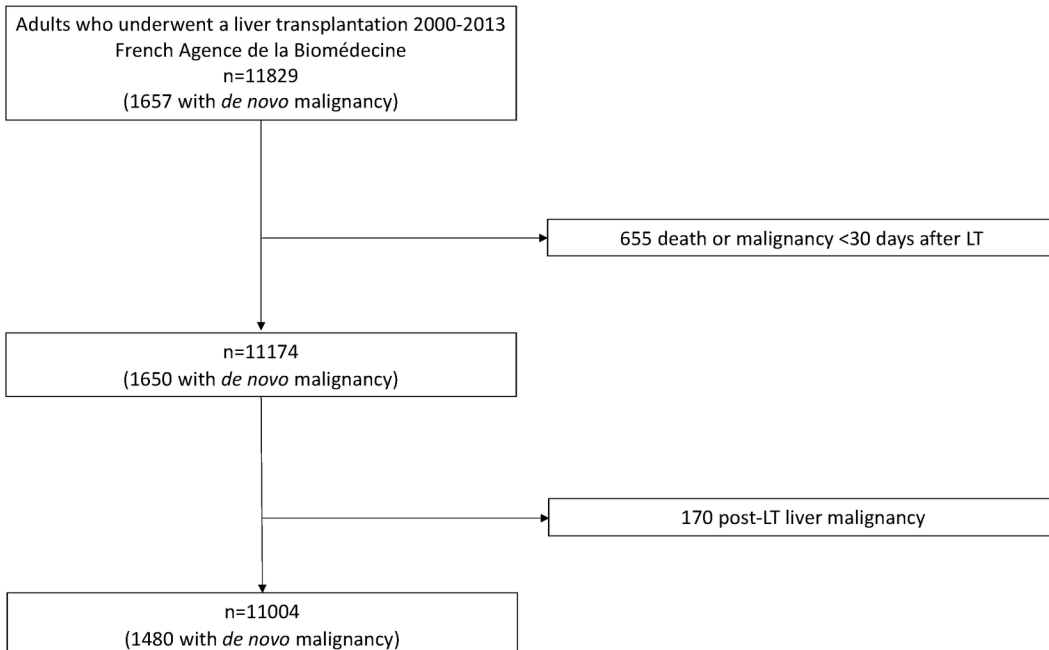 Adults who underwent a liver transplantation 2000-2013
French Agence de la Biomédecine
n=11829
(1657 with de novo malignancy)
655 death or malignancy <30 days after LT
n=11174
(1650 with de novo malignancy)
170 post-LT liver malignancy
n=11004
(1480 with de novo malignancy)